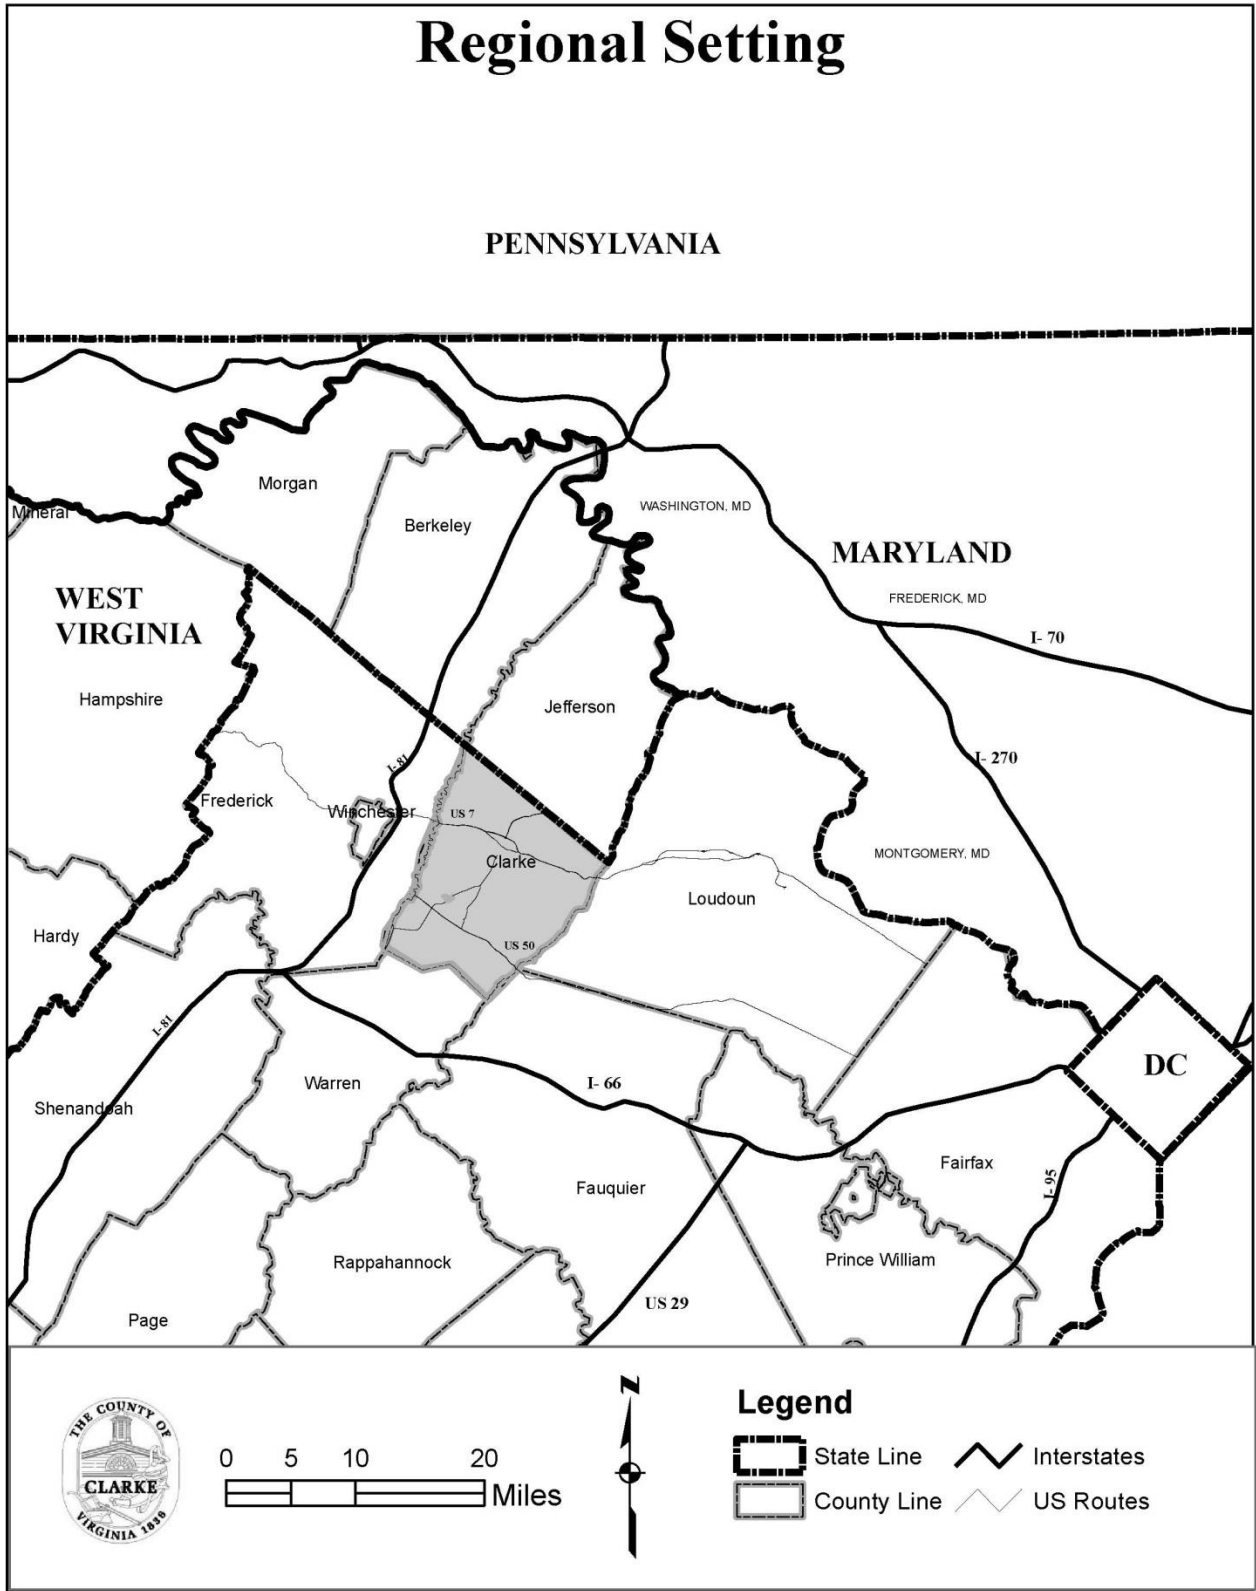 Regional Setting
PENNSYLVANIA
Morgan
Mineral
WASHINGTON, MD
Berkeley
MARYLAND
WEST
VIRGINIA
FREDERICK, MD
I- 70
Hampshire
Jefferson
I- 270
I- 81
Frederick
Winchester
US 7
Clarke
MONTGOMERY, MD
Loudoun
Hardy
US 50
I- 81
DC
Warren
I- 66
Shenandoah
Fairfax
I- 95
Fauquier
Rappahannock
Prince William
US 29
Page
THE COUNTY OF
CLARKE
VIRGINIA 1836
0 5 10 20
Miles
N
Legend
State Line
Interstates
County Line
US Routes